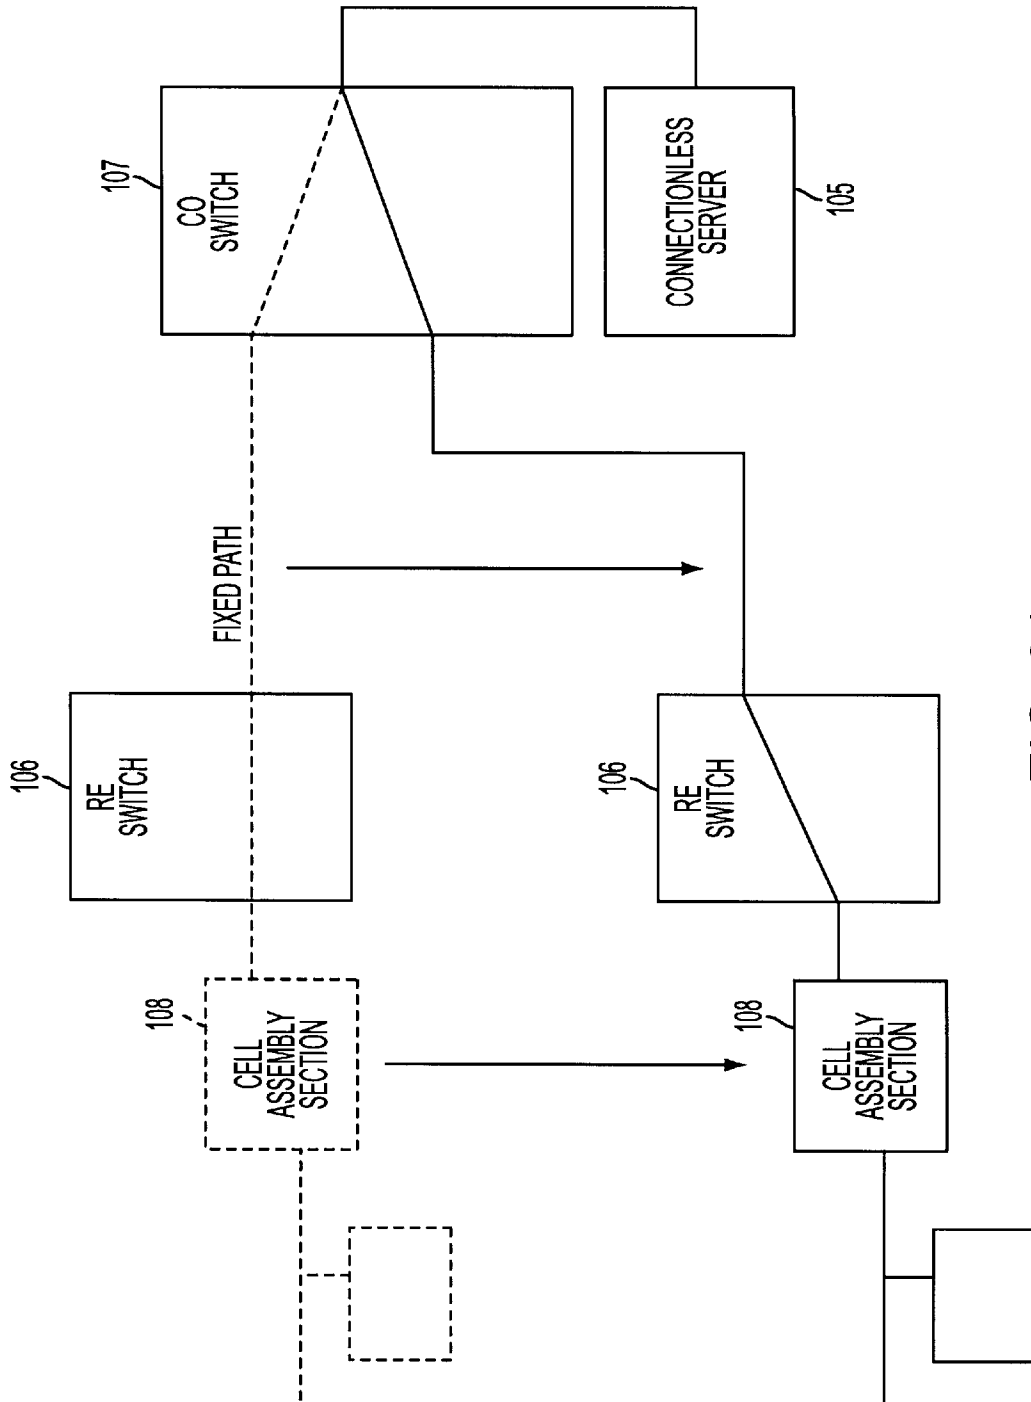 107
CO
SWITCH
CONNECTIONLESS
SERVER
105
FIXED PATH
106
RE
SWITCH
106
RE
SWITCH
108
CELL
ASSEMBLY
SECTION
108
CELL
ASSEMBLY
SECTION